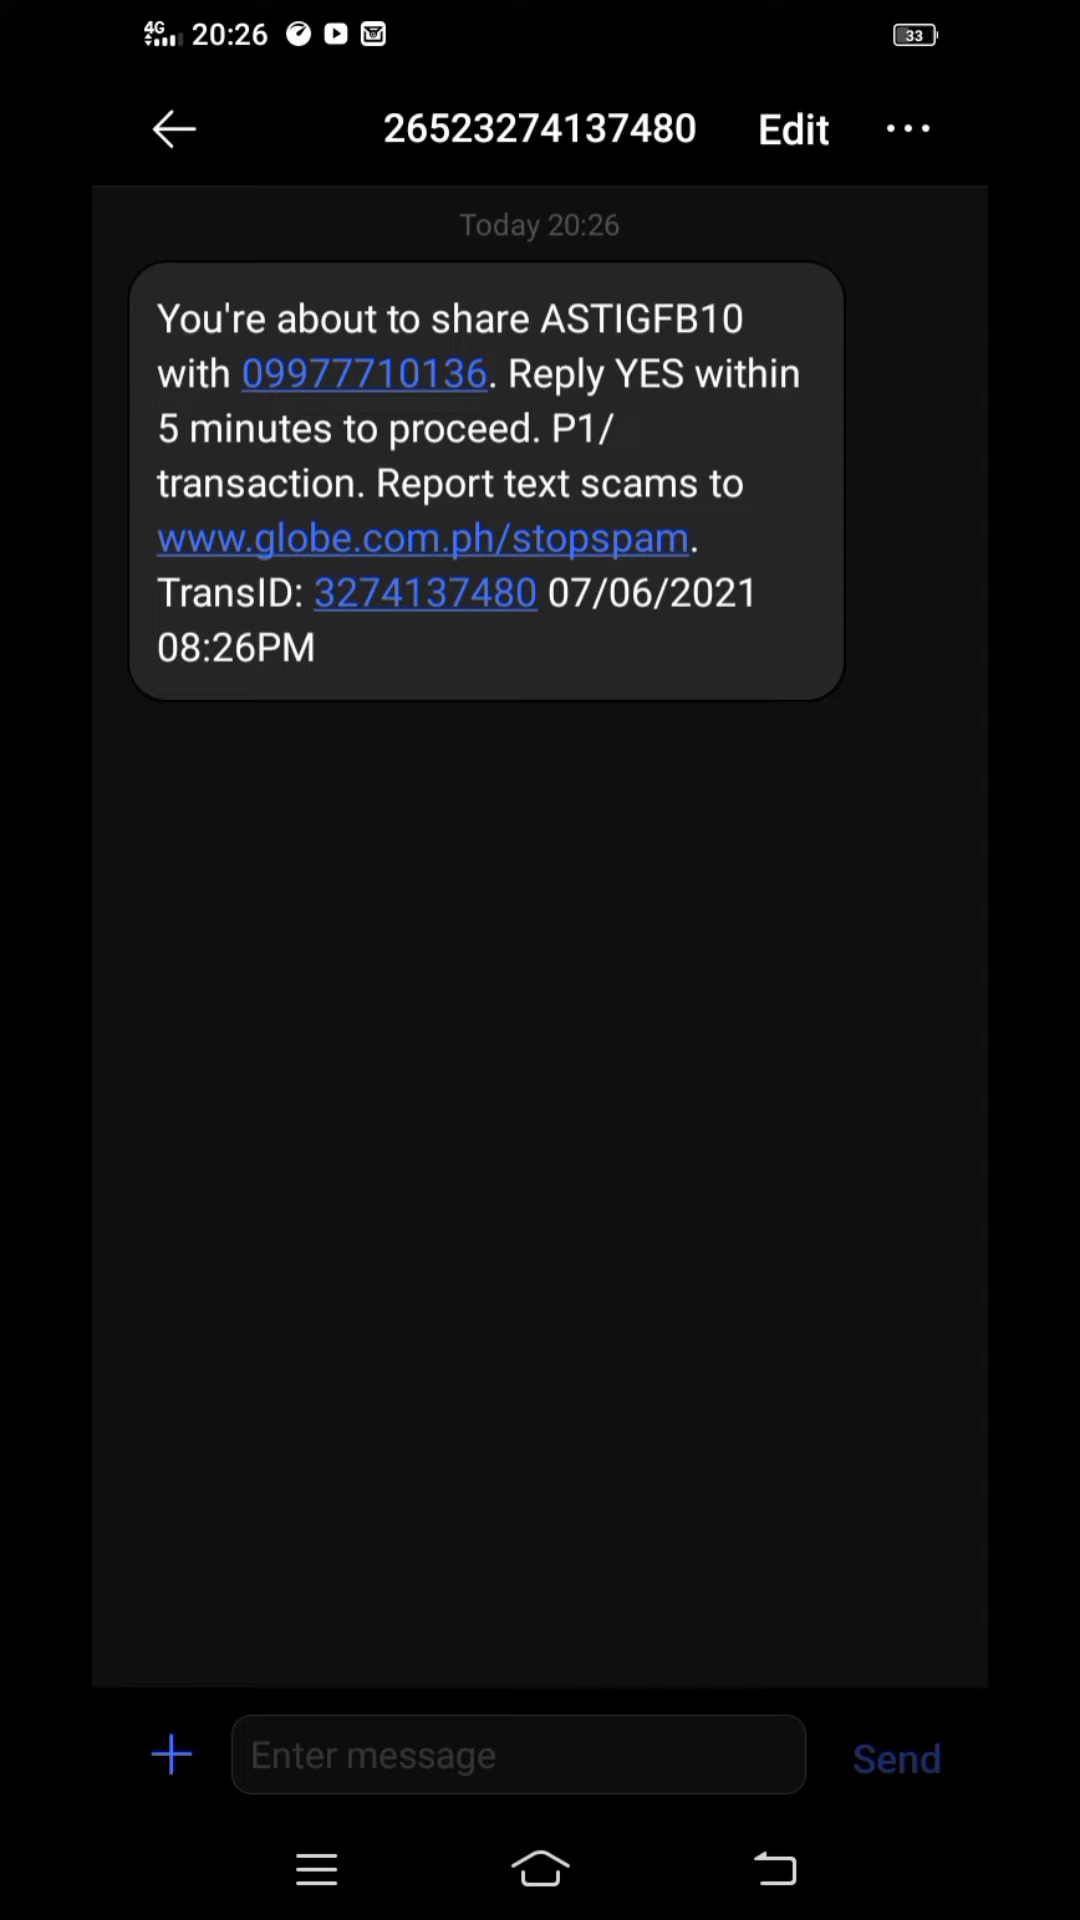 4G 20:26 33
26523274137480 Edit
Today 20:26
You're about to share ASTIGFB10
with 09977710136. Reply YES within
5 minutes to proceed. P1/
transaction. Report text scams to
www.globe.com.ph/stopspam.
TransID: 3274137480 07/06/2021
08:26PM
Enter message Send